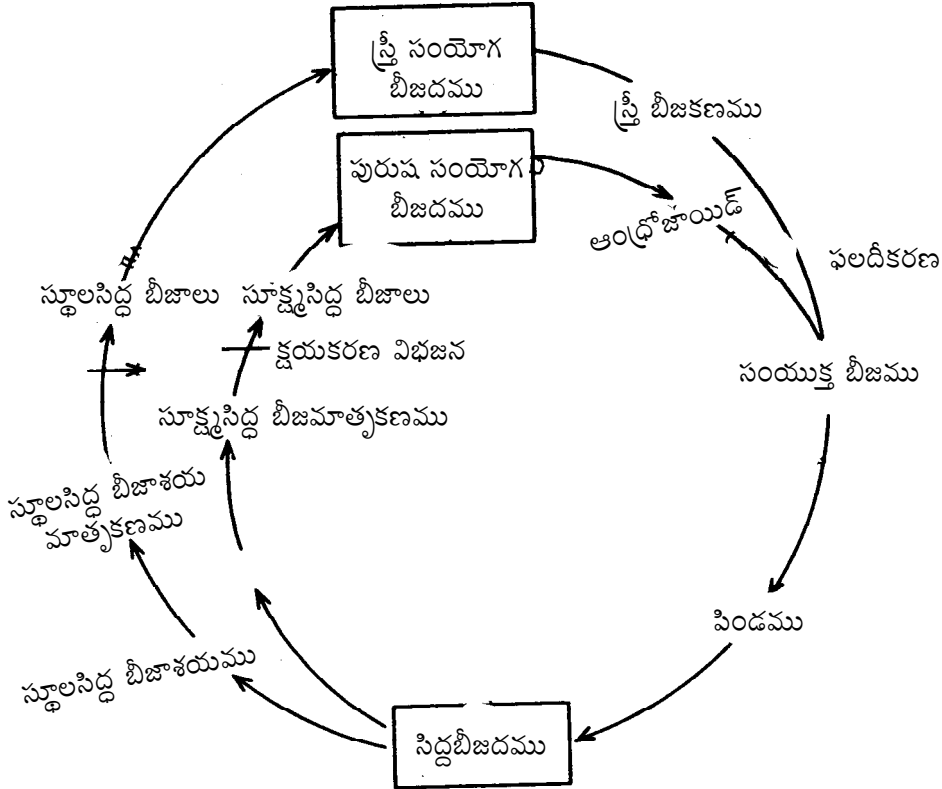 స్త్రీ సంయోగ
బీజదము
స్త్రీ బీజకణము
పురుష సంయోగ
బీజదము
ఆంధ్రోజాయిడ్
ఫలదీకరణ
స్థూలసిద్ధ బీజాలు
సూక్ష్మసిద్ధ బీజాలు
క్షయకరణ విభజన
సంయుక్త బీజము
సూక్ష్మసిద్ధ బీజమాతృకణము
స్థూలసిద్ధ బీజాశయ
మాతృకణము
పిండము
స్థూలసిద్ధ బీజాశయము
సిద్దబీజదము